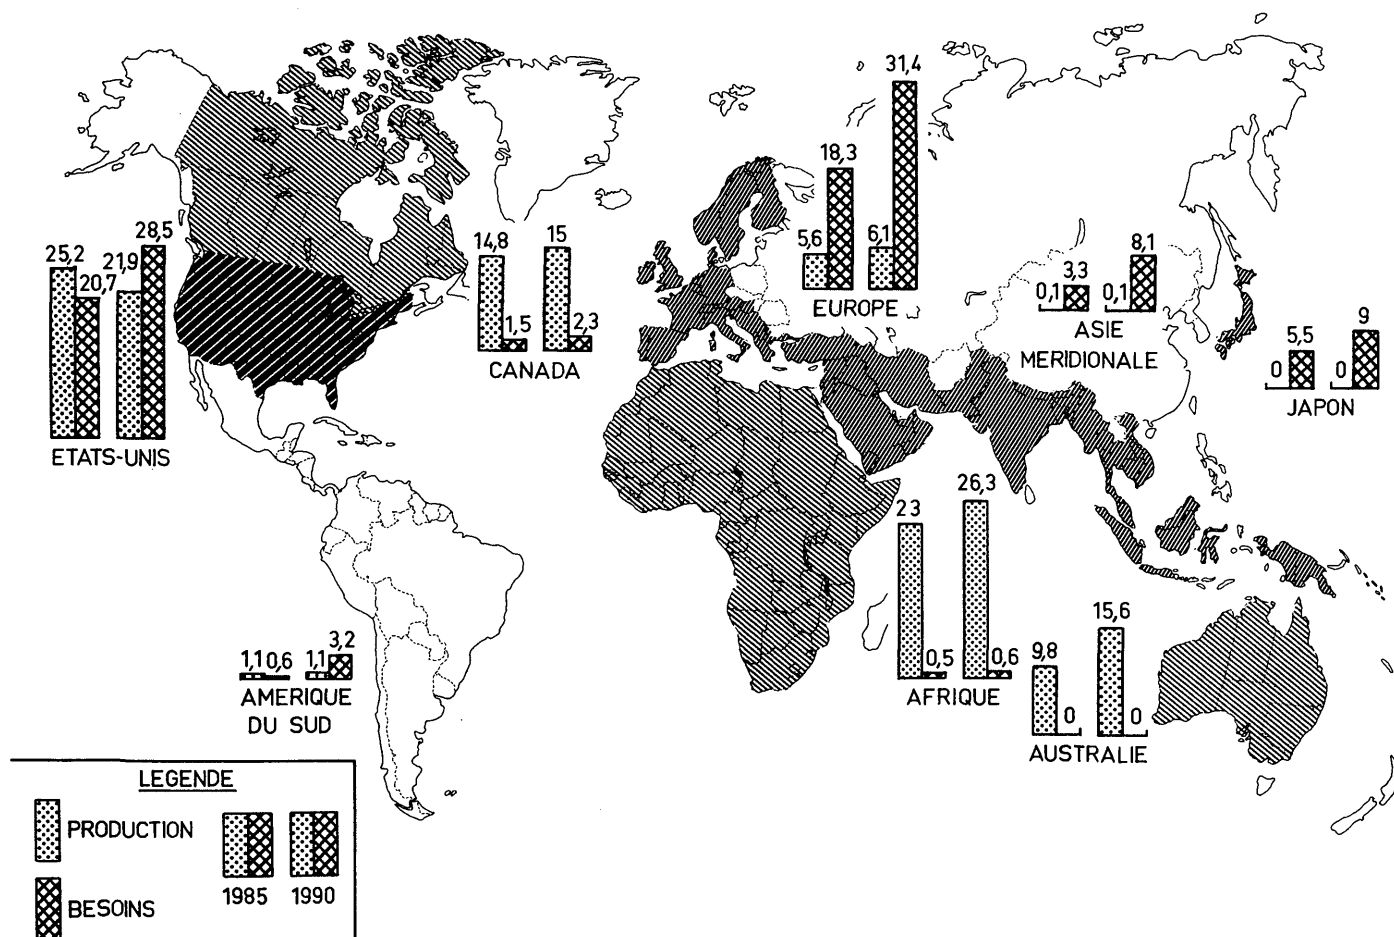 31,4
18,3
5,6
6,1
EUROPE
25,2
20,7
21,9
28,5
ETATS-UNIS
14,8
1,5
15
2,3
CANADA
0,1
3,3
0,1
8,1
ASIE
MERIDIONALE
0
5,5
0
9
JAPON
23
0,5
26,3
0,6
AFRIQUE
9,8
0
15,6
0
AUSTRALIE
1,1
0,6
1,1
3,2
AMERIQUE
DU SUD
LEGENDE
PRODUCTION
BESOINS
1985
1990